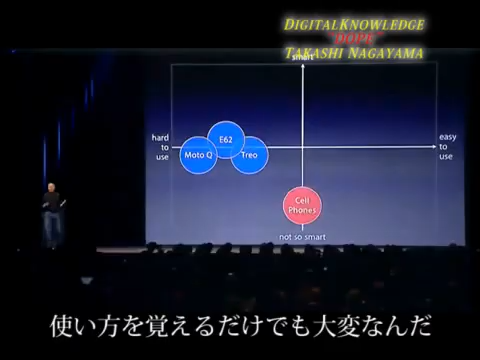 DIGITALKNOWLEDGE
"DOPE"
TAKASHI NAGAYAMA
smart
hard
to
use
easy
to
use
E62
Moto Q
Treo
Cell
Phones
not so smart
使い方を覚えるだけでも大変なんだ